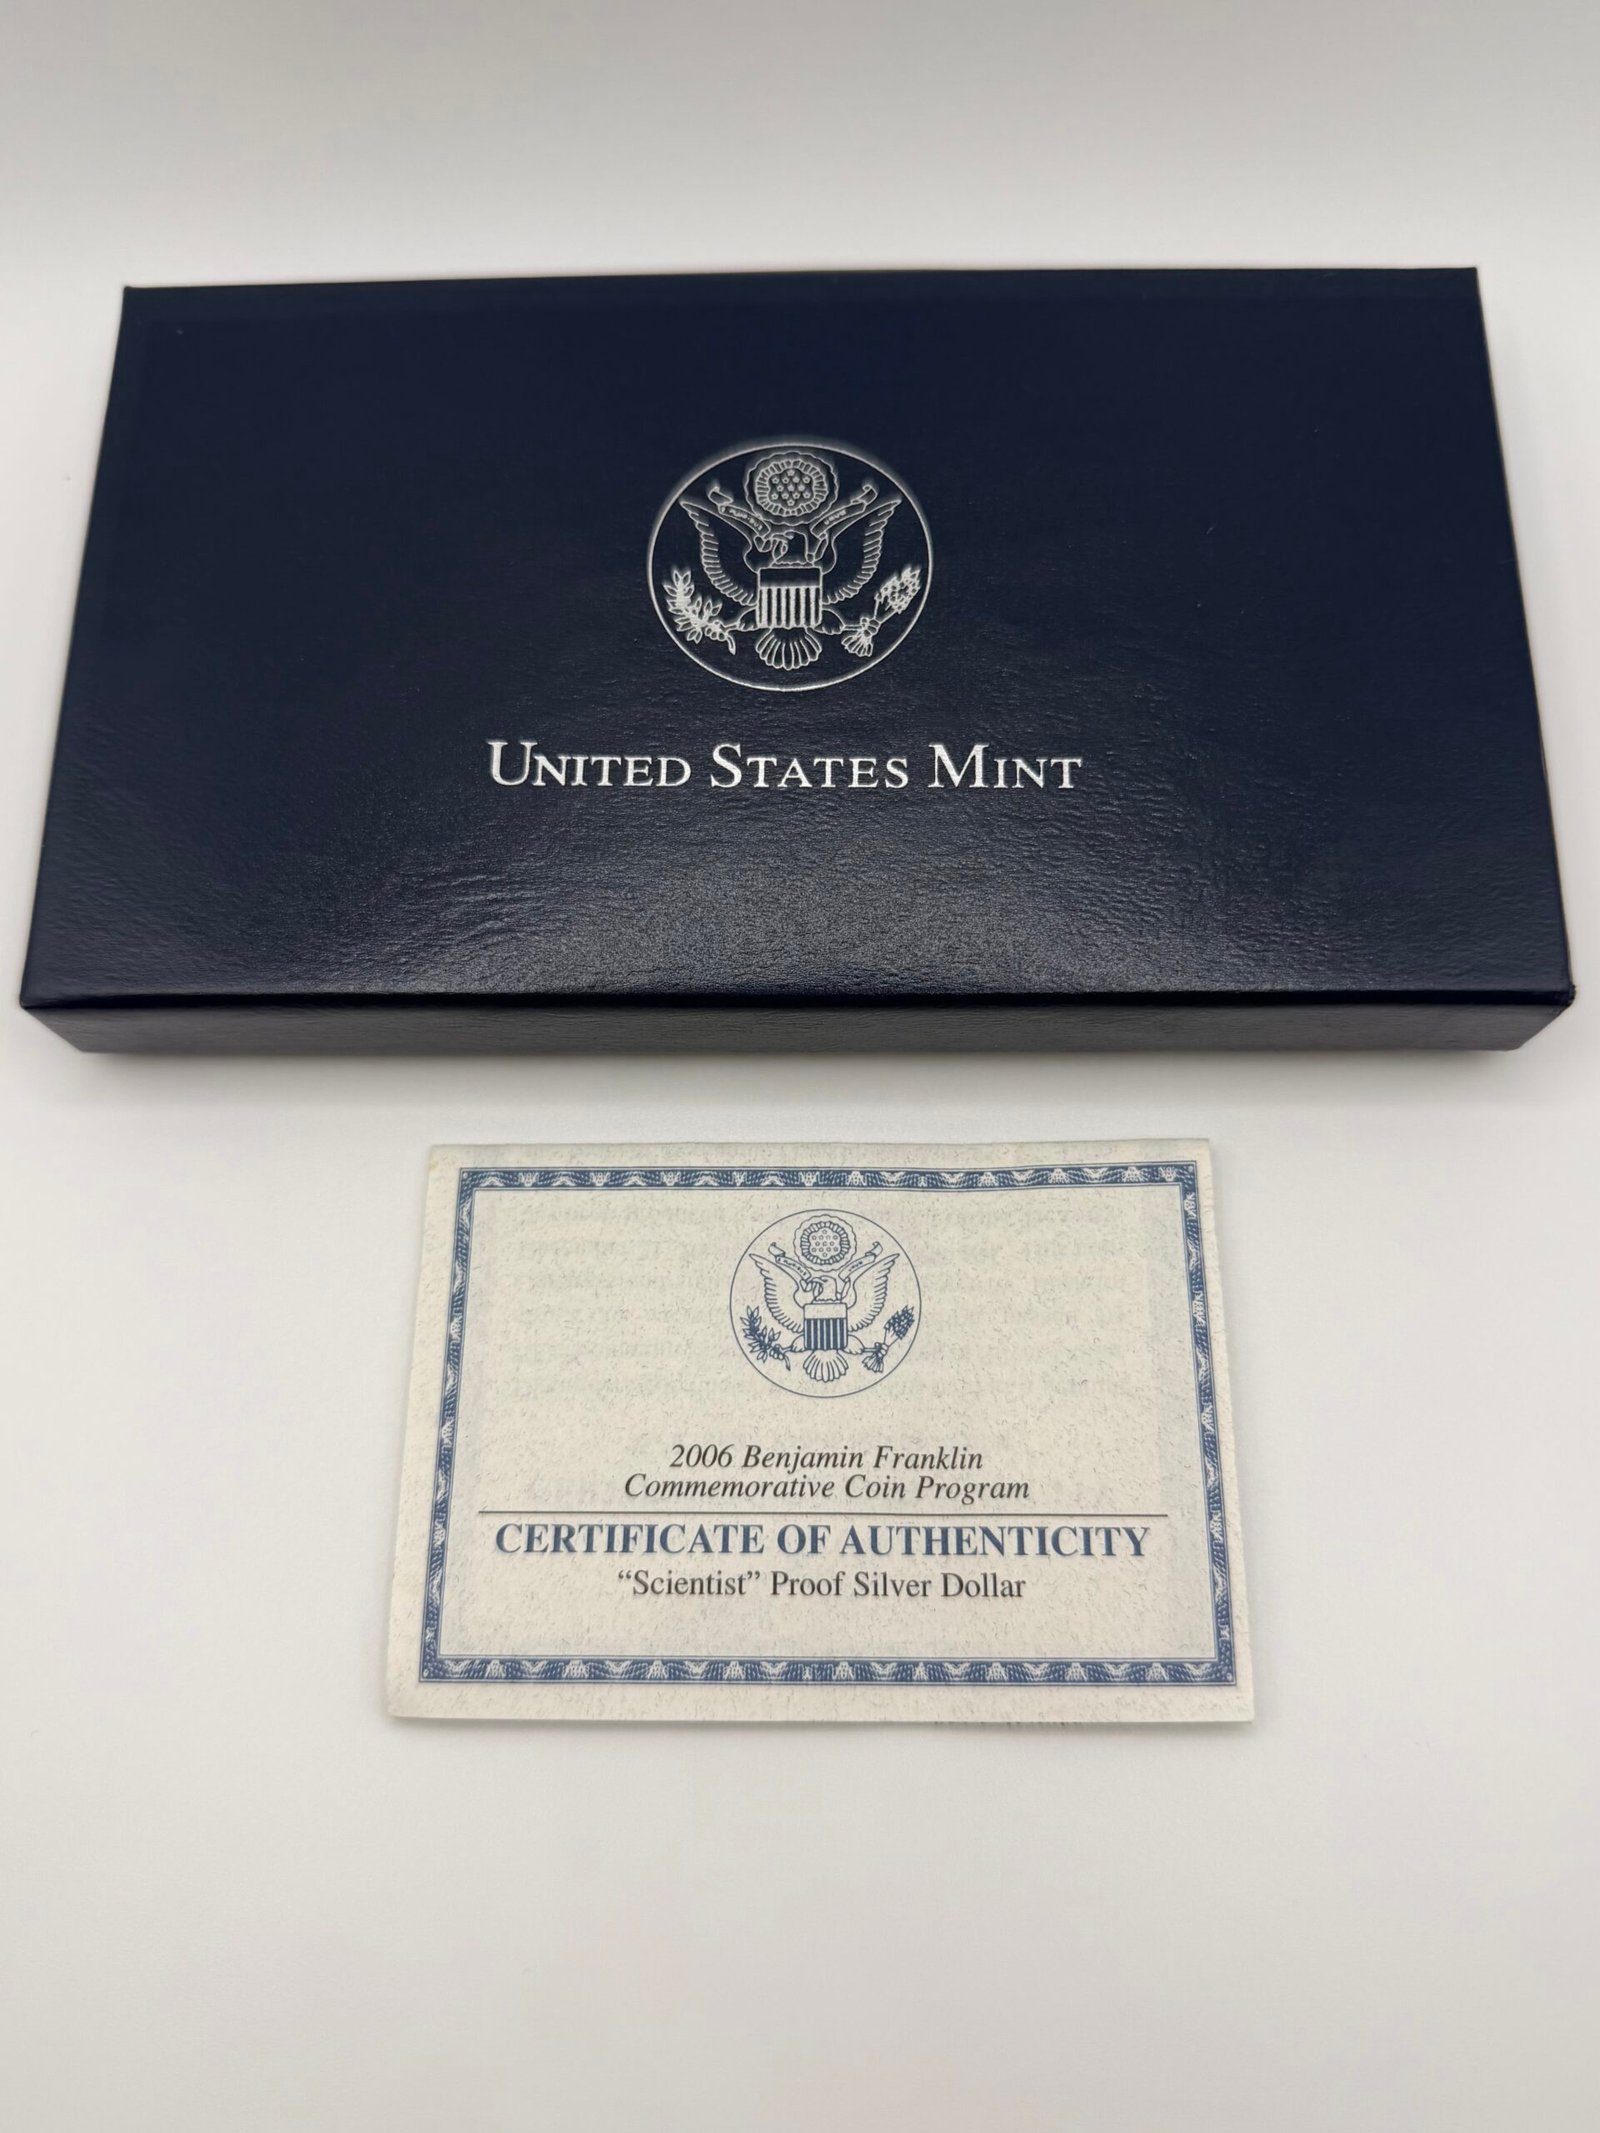 UNITED STATES MINT
2006 Benjamin Franklin
Commemorative Coin Program
CERTIFICATE OF AUTHENTICITY
“Scientist” Proof Silver Dollar